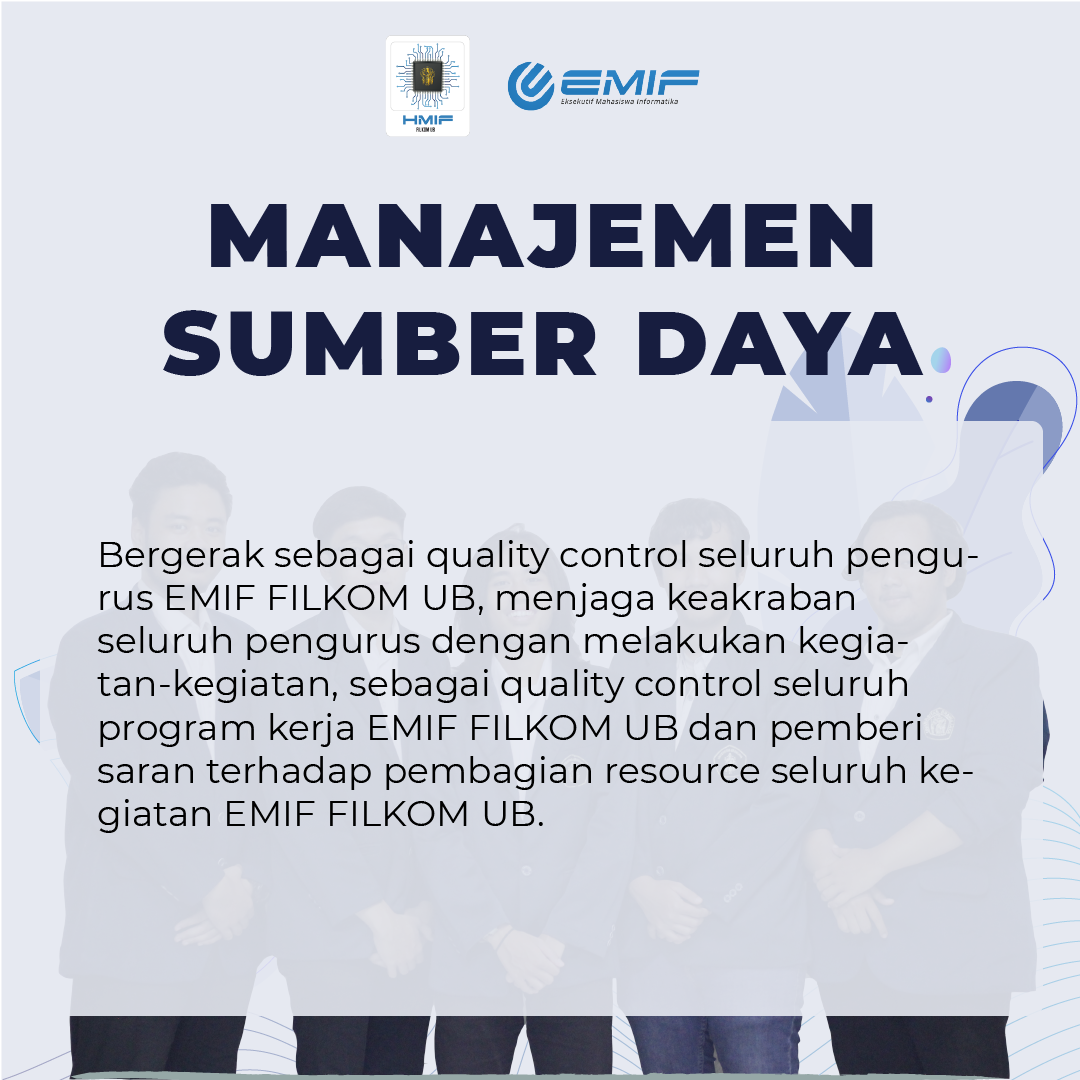 HMIF
FILKOM UB
EMIF
Eksekutif Mahasiswa Informatika
MANAJEMEN
SUMBER DAYA
Bergerak sebagai quality control seluruh pengu-
rus EMIF FILKOM UB, menjaga keakraban
seluruh pengurus dengan melakukan kegia-
tan-kegiatan, sebagai quality control seluruh
program kerja EMIF FILKOM UB dan pemberi
saran terhadap pembagian resource seluruh ke-
giatan EMIF FILKOM UB.